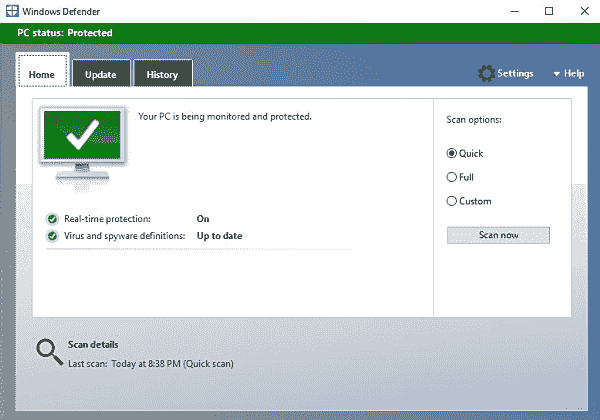 Windows Defender
PC status: Protected
Home
Update
History
Settings
Help
Your PC is being monitored and protected.
Scan options:
Quick
Full
Custom
Scan now
Real-time protection: On
Virus and spyware definitions: Up to date
Scan details
Last scan: Today at 8:38 PM (Quick scan)